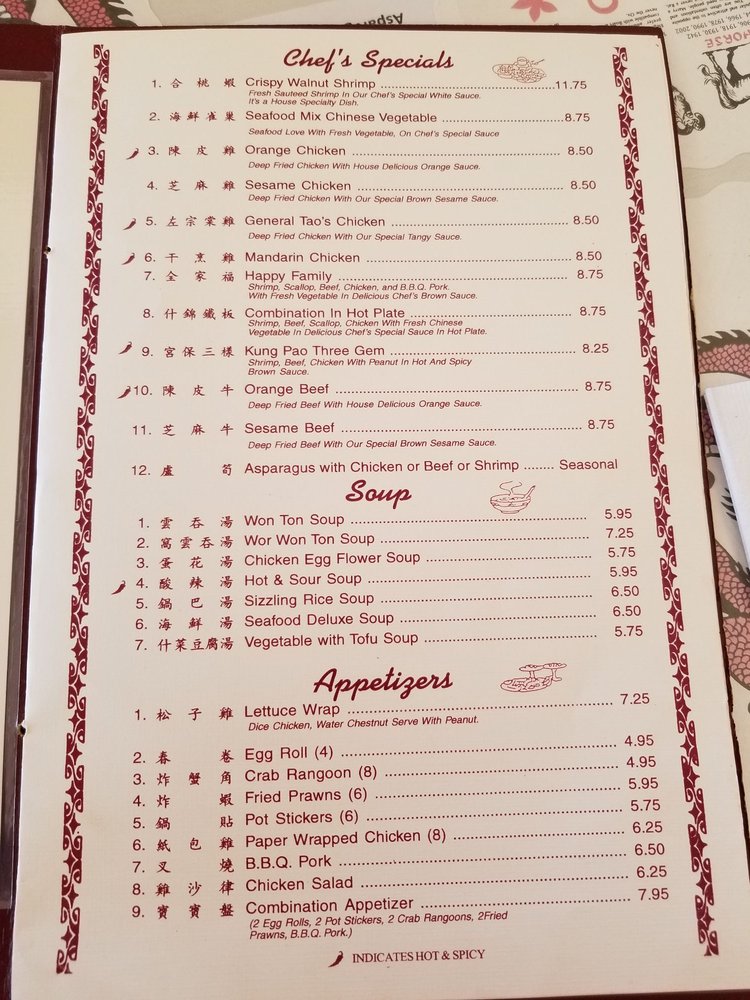 Chef's Specials
1. 合桃蝦 Crispy Walnut Shrimp 11.75
Fresh Sauteed Shrimp In Our Chef's Special White Sauce.
It's a House Specialty Dish.
2. 海鮮雀巢 Seafood Mix Chinese Vegetable 8.75
Seafood Love With Fresh Vegetable, On Chef's Special Sauce
3. 陳皮雞 Orange Chicken 8.50
Deep Fried Chicken With House Delicious Orange Sauce.
4. 芝麻雞 Sesame Chicken 8.50
Deep Fried Chicken With Our Special Brown Sesame Sauce.
5. 左宗棠雞 General Tao's Chicken 8.50
Deep Fried Chicken With Our Special Tangy Sauce.
6. 干烹雞 Mandarin Chicken 8.50
7. 全家福 Happy Family 8.75
Shrimp, Scallop, Beef, Chicken, and B.B.Q. Pork.
With Fresh Vegetable In Delicious Chef's Brown Sauce.
8. 什錦鐵板 Combination In Hot Plate 8.75
Shrimp, Beef, Scallop, Chicken With Fresh Chinese
Vegetable In Delicious Chef's Special Sauce In Hot Plate.
9. 宮保三樣 Kung Pao Three Gem 8.25
Shrimp, Beef, Chicken With Peanut In Hot And Spicy
Brown Sauce.
10. 陳皮牛 Orange Beef 8.75
Deep Fried Beef With House Delicious Orange Sauce.
11. 芝麻牛 Sesame Beef 8.75
Deep Fried Beef With Our Special Brown Sesame Sauce.
12. 盧筍 Asparagus with Chicken or Beef or Shrimp ........ Seasonal
Soup
1. 雲吞湯 Won Ton Soup 5.95
2. 窩雲吞湯 Wor Won Ton Soup 7.25
3. 蛋花湯 Chicken Egg Flower Soup 5.75
4. 酸辣湯 Hot & Sour Soup 5.95
5. 鍋巴湯 Sizzling Rice Soup 6.50
6. 海鮮湯 Seafood Deluxe Soup 6.50
7. 什菜豆腐湯 Vegetable with Tofu Soup 5.75
Appetizers
1. 松子雞 Lettuce Wrap 7.25
Dice Chicken, Water Chestnut Serve With Peanut.
2. 春卷 Egg Roll (4) 4.95
3. 炸蟹角 Crab Rangoon (8) 4.95
4. 炸蝦 Fried Prawns (6) 5.95
5. 鍋貼 Pot Stickers (6) 5.75
6. 紙包雞 Paper Wrapped Chicken (8) 6.25
7. 叉燒 B.B.Q. Pork 6.50
8. 雞沙律 Chicken Salad 6.25
9. 寶寶盤 Combination Appetizer 7.95
(2 Egg Rolls, 2 Pot Stickers, 2 Crab Rangoons, 2Fried
Prawns, B.B.Q. Pork.)
INDICATES HOT & SPICY
HORSE